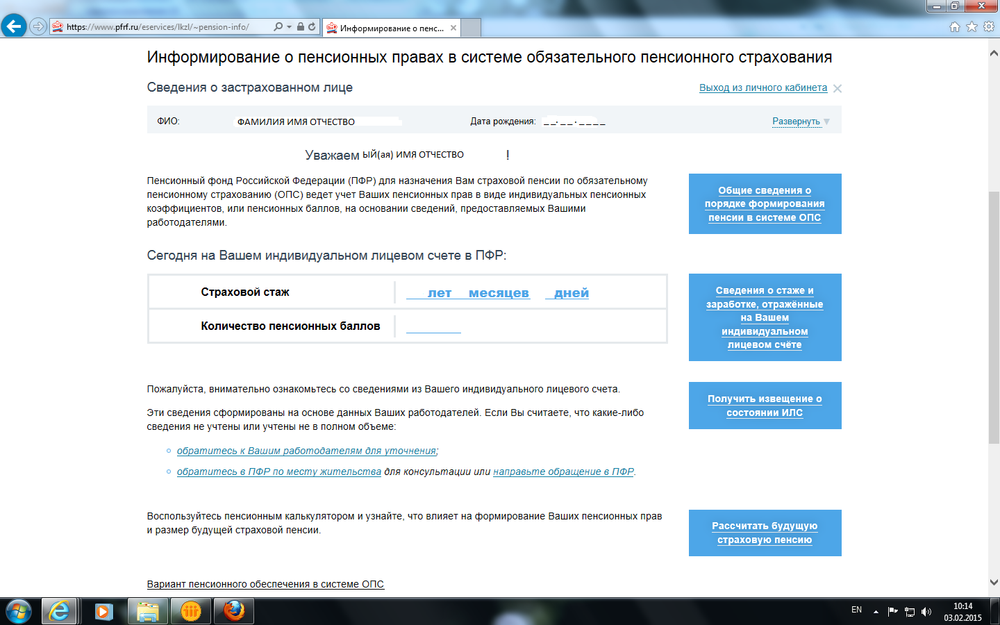 https://www.pfrf.ru/eservices/lkzl/~pension-info/
Информирование о пенс...
Информирование о пенсионных правах в системе обязательного пенсионного страхования
Сведения о застрахованном лице
Выход из личного кабинета
ФИО: ФАМИЛИЯ ИМЯ ОТЧЕСТВО Дата рождения: _ _. _ _ . _ _ _ _ Развернуть
Уважаем ЫЙ(ая) ИМЯ ОТЧЕСТВО !
Пенсионный фонд Российской Федерации (ПФР) для назначения Вам страховой пенсии по обязательному
пенсионному страхованию (ОПС) ведет учет Ваших пенсионных прав в виде индивидуальных пенсионных
коэффициентов, или пенсионных баллов, на основании сведений, предоставляемых Вашими
работодателями.
Общие сведения о
порядке формирования
пенсии в системе ОПС
Сегодня на Вашем индивидуальном лицевом счете в ПФР:
Страховой стаж ___ лет ___ месяцев __ дней
Количество пенсионных баллов ________
Сведения о стаже и
заработке, отражённые
на Вашем
индивидуальном
лицевом счёте
Пожалуйста, внимательно ознакомьтесь со сведениями из Вашего индивидуального лицевого счета.
Эти сведения сформированы на основе данных Ваших работодателей. Если Вы считаете, что какие-либо
сведения не учтены или учтены не в полном объеме:
Получить извещение о
состоянии ИЛС
обратитесь к Вашим работодателям для уточнения;
обратитесь в ПФР по месту жительства для консультации или направьте обращение в ПФР.
Воспользуйтесь пенсионным калькулятором и узнайте, что влияет на формирование Ваших пенсионных прав
и размер будущей страховой пенсии.
Рассчитать будущую
страховую пенсию
Вариант пенсионного обеспечения в системе ОПС
EN
10:14
03.02.2015